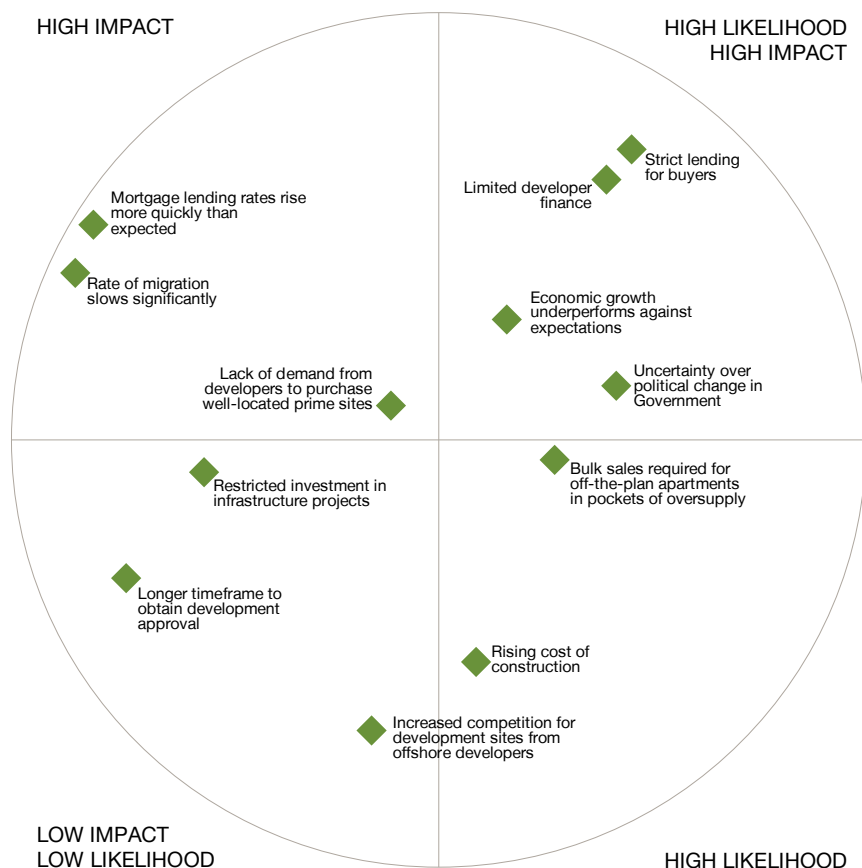 HIGH IMPACT
HIGH LIKELIHOOD
HIGH IMPACT
Strict lending
for buyers
Limited developer
finance
Mortgage lending rates rise
more quickly than
expected
Rate of migration
slows significantly
Economic growth
underperforms against
expectations
Lack of demand from
developers to purchase
well-located prime sites
Uncertainty over
political change in
Government
Restricted investment in
infrastructure projects
Bulk sales required for
off-the-plan apartments
in pockets of oversupply
Longer timeframe to
obtain development
approval
Rising cost of
construction
Increased competition for
development sites from
offshore developers
LOW IMPACT
LOW LIKELIHOOD
HIGH LIKELIHOOD